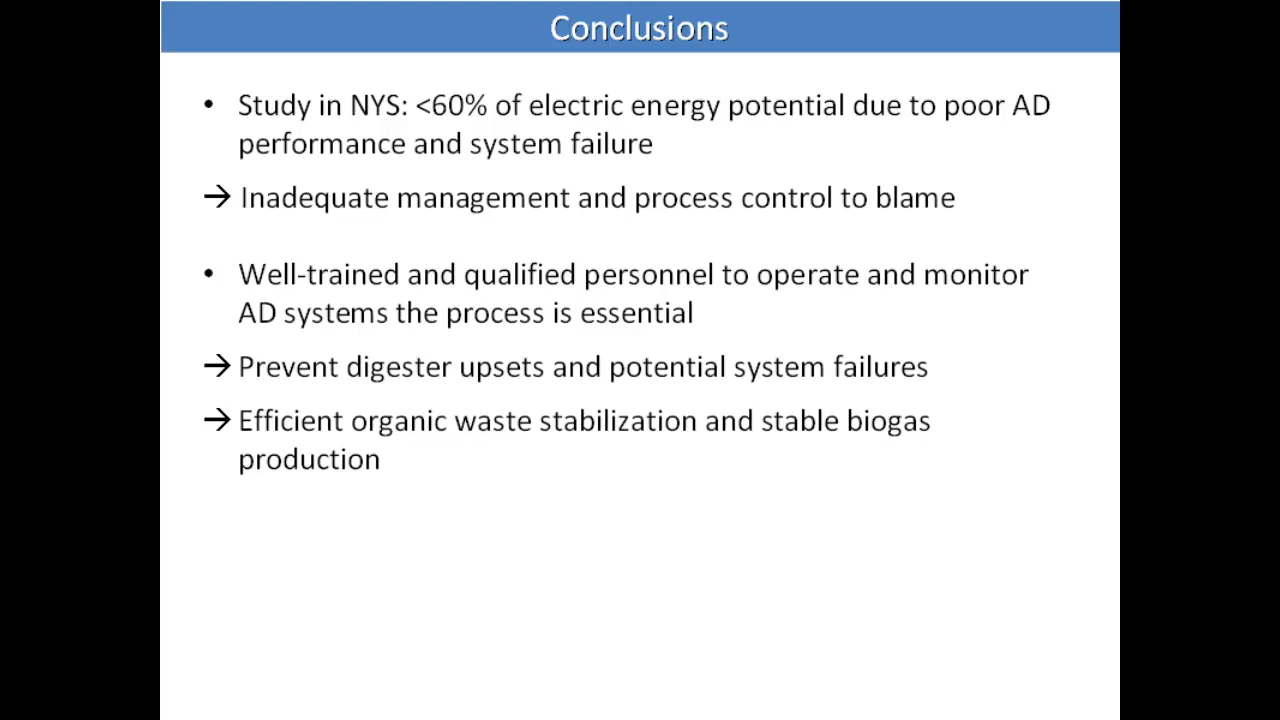 Conclusions
• Study in NYS: <60% of electric energy potential due to poor AD
performance and system failure
→ Inadequate management and process control to blame
• Well-trained and qualified personnel to operate and monitor
AD systems the process is essential
→ Prevent digester upsets and potential system failures
→ Efficient organic waste stabilization and stable biogas
production